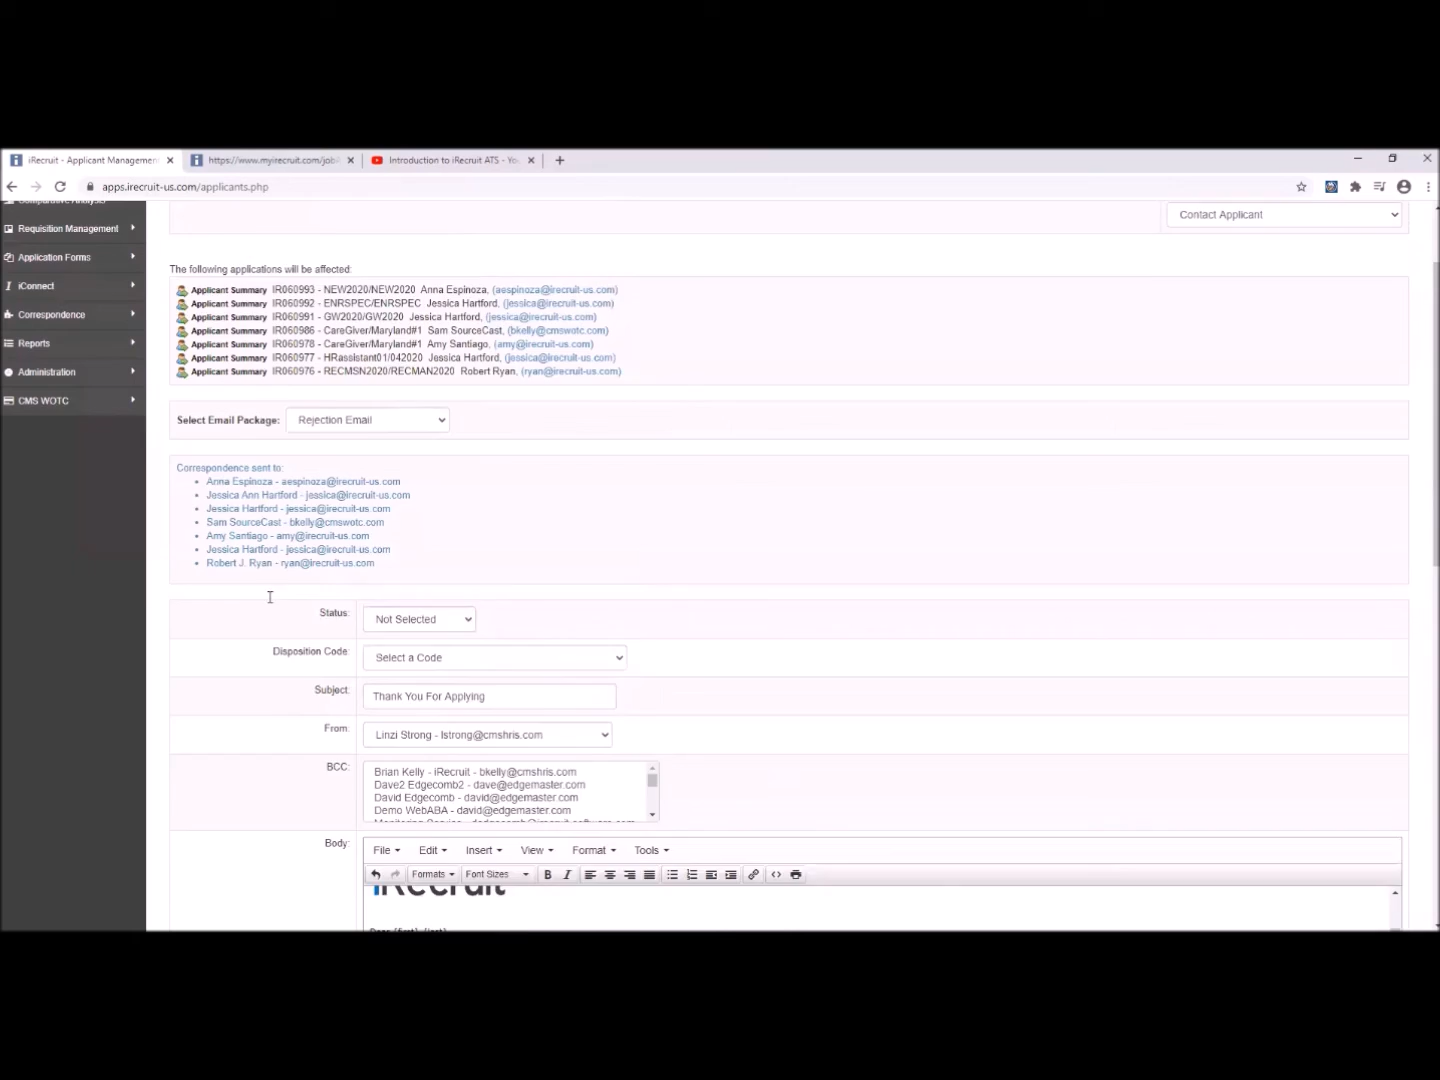 iRecruit - Applicant Management
https://www.myirecruit.com/job
Introduction to iRecruit ATS - Yo
apps.irecruit-us.com/applicants.php
Comparative Analysis
Requisition Management
Application Forms
iConnect
Correspondence
Reports
Administration
CMS WOTC
Contact Applicant
The following applications will be affected:
Applicant Summary IR060993 - NEW2020/NEW2020 Anna Espinoza, (aespinoza@irecruit-us.com)
Applicant Summary IR060992 - ENRSPEC/ENRSPEC Jessica Hartford, (jessica@irecruit-us.com)
Applicant Summary IR060991 - GW2020/GW2020 Jessica Hartford, (jessica@irecruit-us.com)
Applicant Summary IR060986 - CareGiver/Maryland#1 Sam SourceCast, (bkelly@cmswotc.com)
Applicant Summary IR060978 - CareGiver/Maryland#1 Amy Santiago, (amy@irecruit-us.com)
Applicant Summary IR060977 - HRassistant01/042020 Jessica Hartford, (jessica@irecruit-us.com)
Applicant Summary IR060976 - RECMSN2020/RECMAN2020 Robert Ryan, (ryan@irecruit-us.com)
Select Email Package: Rejection Email
Correspondence sent to:
Anna Espinoza - aespinoza@irecruit-us.com
Jessica Ann Hartford - jessica@irecruit-us.com
Jessica Hartford - jessica@irecruit-us.com
Sam SourceCast - bkelly@cmswotc.com
Amy Santiago - amy@irecruit-us.com
Jessica Hartford - jessica@irecruit-us.com
Robert J. Ryan - ryan@irecruit-us.com
Status: Not Selected
Disposition Code: Select a Code
Subject: Thank You For Applying
From: Linzi Strong - lstrong@cmshris.com
BCC: Brian Kelly - iRecruit - bkelly@cmshris.com
Dave2 Edgecomb2 - dave@edgemaster.com
David Edgecomb - david@edgemaster.com
Demo WebABA - david@edgemaster.com
Body: File Edit Insert View Format Tools
Formats Font Sizes B I
iRecruit